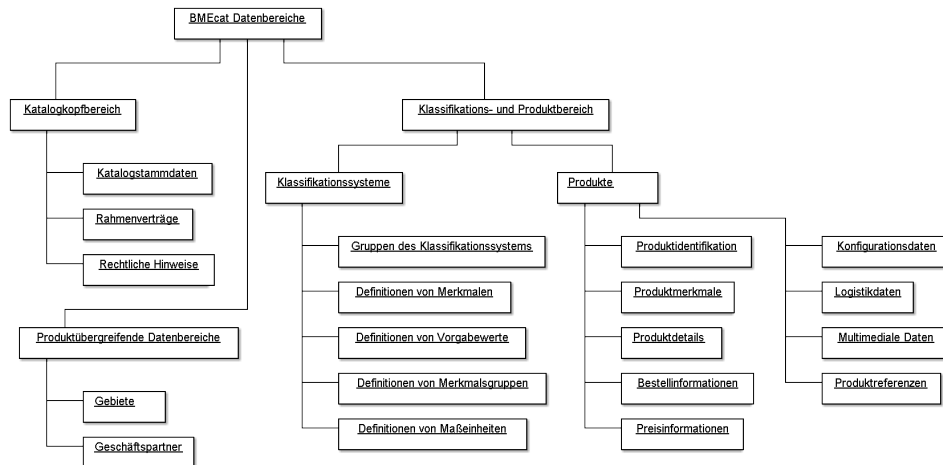 BMEcat Datenbereiche
Katalogkopfbereich
Katalogstammdaten
Rahmenverträge
Rechtliche Hinweise
Produktübergreifende Datenbereiche
Gebiete
Geschäftspartner
Klassifikations- und Produktbereich
Klassifikationssysteme
Gruppen des Klassifikationssystems
Definitionen von Merkmalen
Definitionen von Vorgabewerte
Definitionen von Merkmalsgruppen
Definitionen von Maßeinheiten
Produkte
Produktidentifikation
Produktmerkmale
Produktdetails
Bestellinformationen
Preisinformationen
Konfigurationsdaten
Logistikdaten
Multimediale Daten
Produktreferenzen